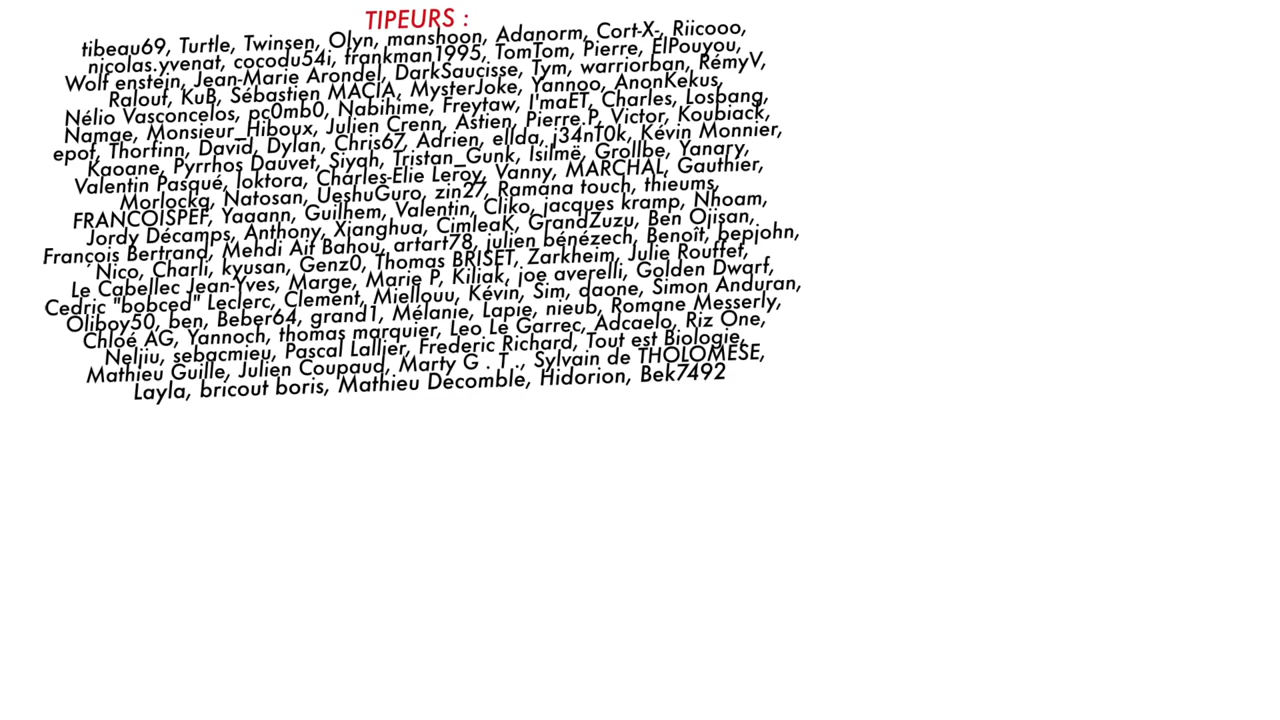 TIPEURS :
tibeau69, Turtle, Twinsen, Olyn, manshoon, Adanorm, Cort-X-, Riicooo,
nicolas.yvenat, cocodu54i, frankman1995, TomTom, Pierre, ElPouyou,
Wolf enstein, Jean-Marie Arondel, DarkSaucisse, Tym, warriorban, RémyV,
Ralouf, KuB, Sébastien MACIA, MysterJoke, Yannoo, AnonKekus,
Nélio Vasconcelos, pc0mb0, Nabihime, Freytaw, I'maET, Charles, Losbang,
Namae, Monsieur_Hiboux, Julien Crenn, Astien, Pierre.P, Victor, Koubiack,
epof, Thorfinn, David, Dylan, Chris67, Adrien, ellda, j34nT0k, Kévin Monnier,
Kaoane, Pyrrhos Dauvet, Siyqh, Tristan_Gunk, Isilmë, Grollbe, Yanary,
Valentin Pasqué, loktora, Charles-Elie Leroy, Vanny, MARCHAL, Gauthier,
Morlockq, Natosan, UeshuGuro, zin27, Ramana touch, thieums,
FRANCOISPEF, Yaaann, Guilhem, Valentin, Cliko, jacques kramp, Nhoam,
Jordy Décamps, Anthony, Xianghua, CimleaK, GrandZuzu, Ben Ojisan,
François Bertrand, Mehdi Ait Bahou, artart78, julien bénézech, Benoît, bepjohn,
Nico, Charli, kyusan, Genz0, Thomas BRISET, Zarkheim, Julie Rouffet,
Le Cabellec Jean-Yves, Marge, Marie P, Kiliak, joe averelli, Golden Dwarf,
Cedric "bobced" Leclerc, Clement, Miellouu, Kévin, Sim, daone, Simon Anduran,
Oliboy50, ben, Beber64, grand1, Mélanie, Lapie, nieub, Romane Messerly,
Chloé AG, Yannoch, thomas marquier, Leo Le Garrec, Adcaelo, Riz One,
Neljiu, sebacmieu, Pascal Lallier, Frederic Richard, Tout est Biologie,
Mathieu Guille, Julien Coupaud, Marty G . T ., Sylvain de THOLOMESE,
Layla, bricout boris, Mathieu Decomble, Hidorion, Bek7492